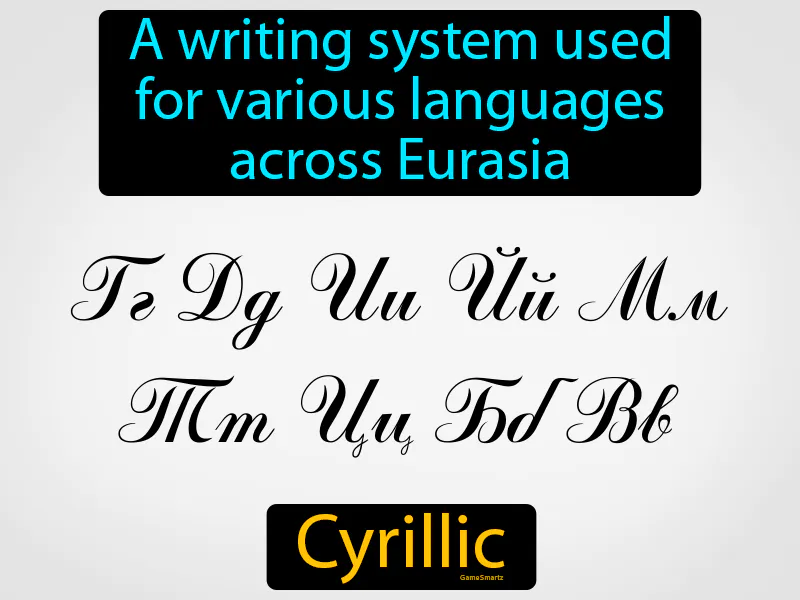 A writing system used
for various languages
across Eurasia
Гг Дд Ии Йй Мм
Тт Цц Бб Вв
Cyrillic
GameSmartz